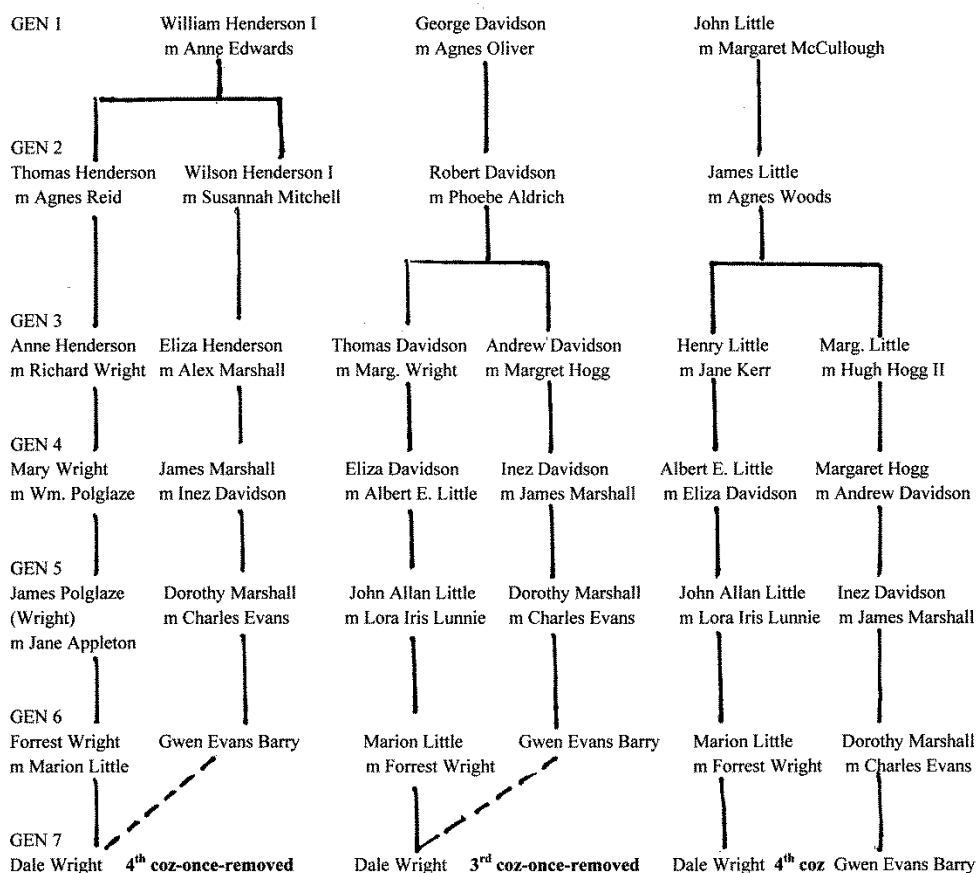 GEN 1 William Henderson I George Davidson John Little
m Anne Edwards m Agnes Oliver m Margaret McCullough
GEN 2
Thomas Henderson Wilson Henderson I Robert Davidson James Little
m Agnes Reid m Susannah Mitchell m Phoebe Aldrich m Agnes Woods
GEN 3
Anne Henderson Eliza Henderson Thomas Davidson Andrew Davidson Henry Little Marg. Little
m Richard Wright m Alex Marshall m Marg. Wright m Margret Hogg m Jane Kerr m Hugh Hogg II
GEN 4
Mary Wright James Marshall Eliza Davidson Inez Davidson Albert E. Little Margaret Hogg
m Wm. Polglaze m Inez Davidson m Albert E. Little m James Marshall m Eliza Davidson m Andrew Davidson
GEN 5
James Polglaze Dorothy Marshall John Allan Little Dorothy Marshall John Allan Little Inez Davidson
(Wright) m Charles Evans m Lora Iris Lunnie m Charles Evans m Lora Iris Lunnie m James Marshall
m Jane Appleton
GEN 6
Forrest Wright Gwen Evans Barry Marion Little Gwen Evans Barry Marion Little Dorothy Marshall
m Marion Little m Forrest Wright m Forrest Wright m Charles Evans
GEN 7
Dale Wright 4th coz-once-removed Dale Wright 3rd coz-once-removed Dale Wright 4th coz Gwen Evans Barry